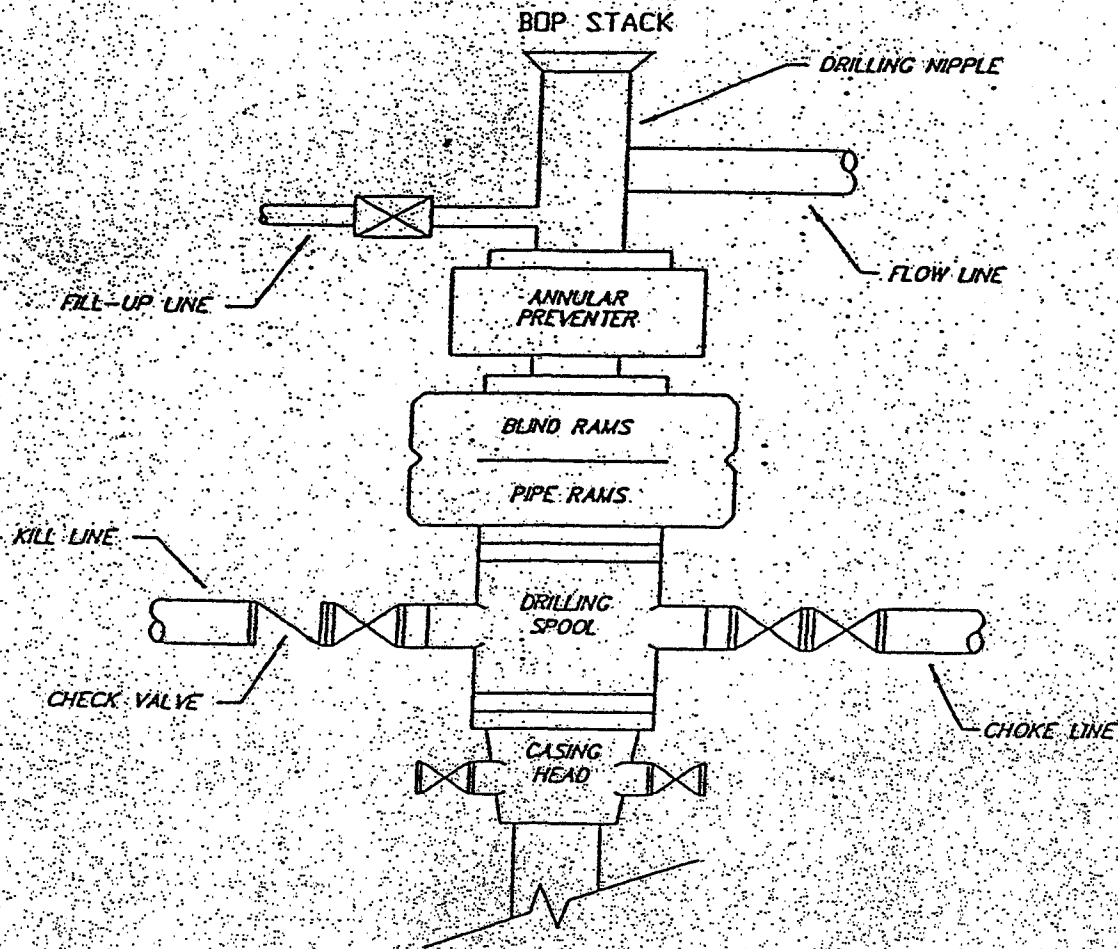 BOP STACK
DRILLING NIPPLE
FLOW LINE
FILL-UP LINE
ANNULAR
PREVENTER
BLIND RAMS
PIPE RAMS
KILL LINE
DRILLING
SPOOL
CHECK VALVE
CHOKE LINE
CASING
HEAD